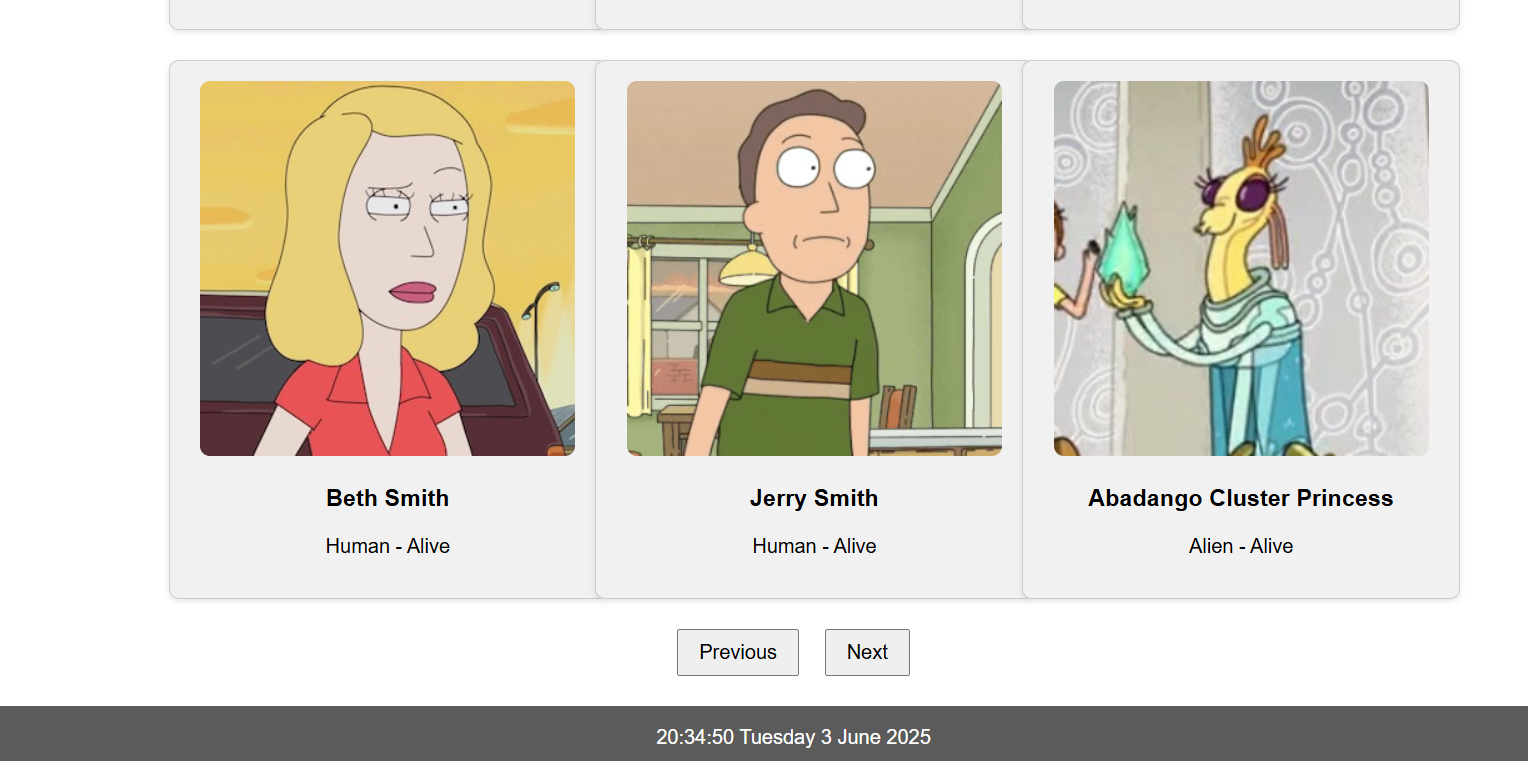 Beth Smith
Human - Alive
Jerry Smith
Human - Alive
Abadango Cluster Princess
Alien - Alive
Previous
Next
20:34:50 Tuesday 3 June 2025